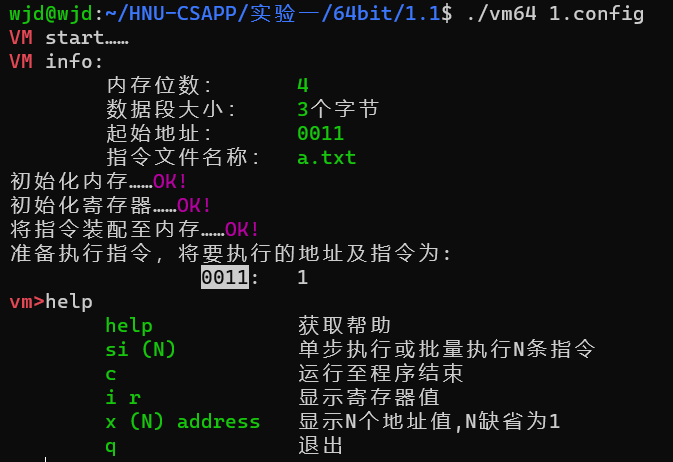 wjd@wjd:~/HNU-CSAPP/实验一/64bit/1.1$ ./vm64 1.config
VM start……
VM info:
内存位数： 4
数据段大小： 3个字节
起始地址： 0011
指令文件名称： a.txt
初始化内存……OK!
初始化寄存器……OK!
将指令装配至内存……OK!
准备执行指令，将要执行的地址及指令为:
0011: 1
vm>help
help 获取帮助
si (N) 单步执行或批量执行N条指令
c 运行至程序结束
i r 显示寄存器值
x (N) address 显示N个地址值,N缺省为1
q 退出